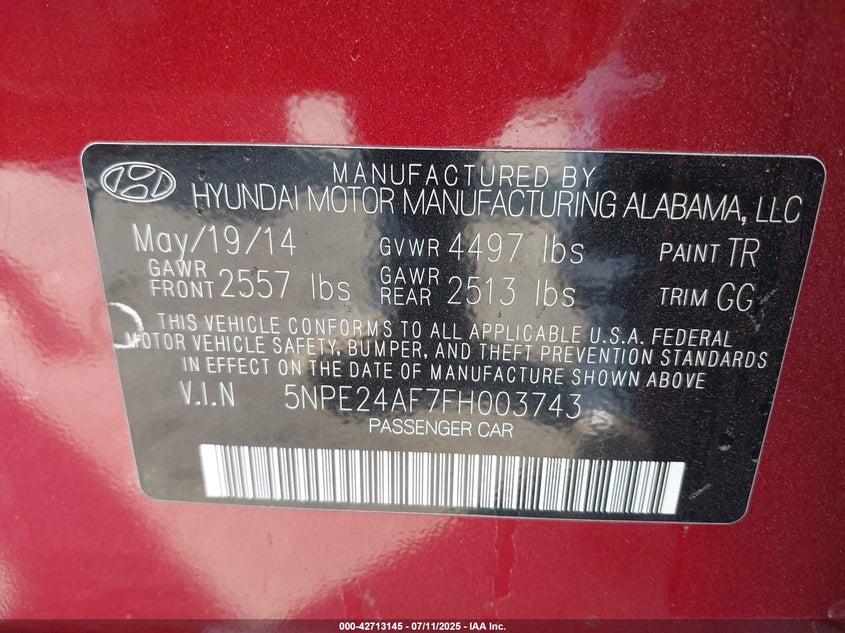 MANUFACTURED BY
HYUNDAI MOTOR MANUFACTURING ALABAMA, LLC
May/19/14 GVWR 4497 lbs PAINT TR
GAWR FRONT 2557 lbs GAWR REAR 2513 lbs TRIM GG
THIS VEHICLE CONFORMS TO ALL APPLICABLE U.S.A. FEDERAL
MOTOR VEHICLE SAFETY, BUMPER, AND THEFT PREVENTION STANDARDS
IN EFFECT ON THE DATE OF MANUFACTURE SHOWN ABOVE
V.I.N 5NPE24AF7FH003743
PASSENGER CAR
000-42713145 - 07/11/2025 - IAA Inc.